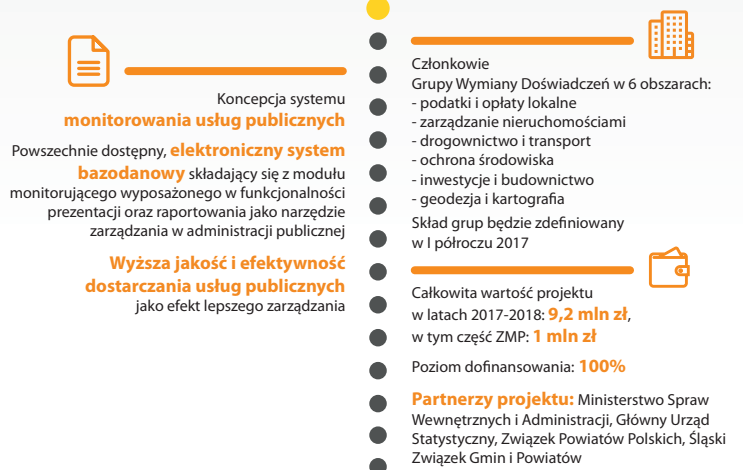 Koncepcja systemu
monitorowania usług publicznych
Powszechnie dostępny, elektroniczny system
bazodanowy składający się z modułu
monitorującego wyposażonego w funkcjonalności
prezentacji oraz raportowania jako narzędzie
zarządzania w administracji publicznej
Wyższa jakość i efektywność
dostarczania usług publicznych
jako efekt lepszego zarządzania
Członkowie
Grupy Wymiany Doświadczeń w 6 obszarach:
- podatki i opłaty lokalne
- zarządzanie nieruchomościami
- drogownictwo i transport
- ochrona środowiska
- inwestycje i budownictwo
- geodezja i kartografia
Skład grup będzie zdefiniowany
w I półroczu 2017
Całkowita wartość projektu
w latach 2017-2018: 9,2 mln zł,
w tym część ZMP: 1 mln zł
Poziom dofinansowania: 100%
Partnerzy projektu: Ministerstwo Spraw
Wewnętrznych i Administracji, Główny Urząd
Statystyczny, Związek Powiatów Polskich, Śląski
Związek Gmin i Powiatów